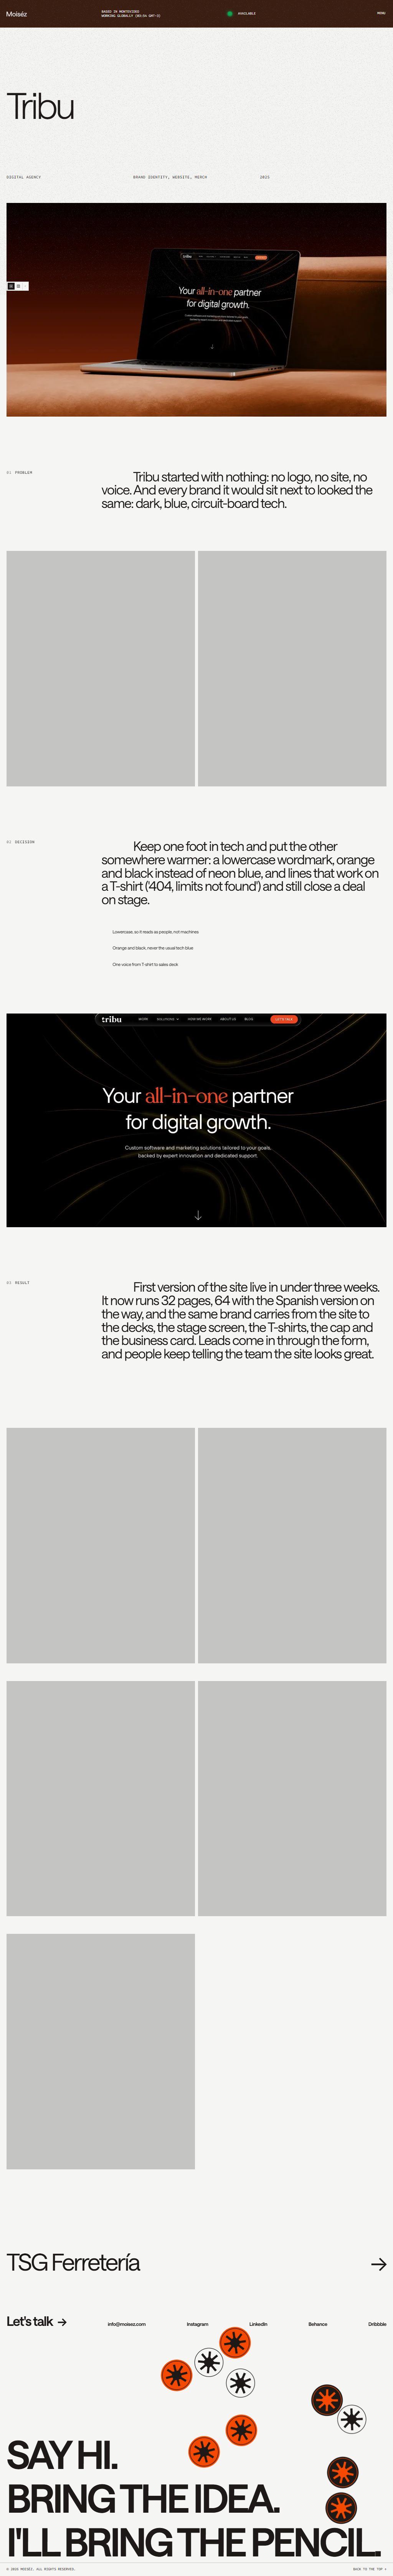 Moiséz
BASED IN MONTEVIDEO
WORKING GLOBALLY
AVAILABLE
MENU
Tribu
DIGITAL AGENCY
BRAND IDENTITY, WEBSITE, MERCH
2025
tribu
Your all-in-one partner
for digital growth.
01 PROBLEM
Tribu started with nothing: no logo, no site, no
voice. And every brand it would sit next to looked the
same: dark, blue, circuit-board tech.
02 DECISION
Keep one foot in tech and put the other
somewhere warmer: a lowercase wordmark, orange
and black instead of neon blue, and lines that work on
a T-shirt ('404, limits not found') and still close a deal
on stage.
Lowercase, so it reads as people, not machines
Orange and black, never the usual tech blue
One voice from T-shirt to sales deck
tribu
WORK
SOLUTIONS
HOW WE WORK
ABOUT US
BLOG
LET'S TALK
Your all-in-one partner
for digital growth.
Custom software and marketing solutions tailored to your goals,
backed by expert innovation and dedicated support.
03 RESULT
First version of the site live in under three weeks.
It now runs 32 pages, 64 with the Spanish version on
the way, and the same brand carries from the site to
the decks, the stage screen, the T-shirts, the cap and
the business card. Leads come in through the form,
and people keep telling the team the site looks great.
TSG Ferretería →
Let's talk →
info@moisez.com
Instagram
LinkedIn
Behance
Dribbble
SAY HI.
BRING THE IDEA.
I'LL BRING THE PENCIL.
© 2026 MOISÉZ. ALL RIGHTS RESERVED.
BACK TO THE TOP